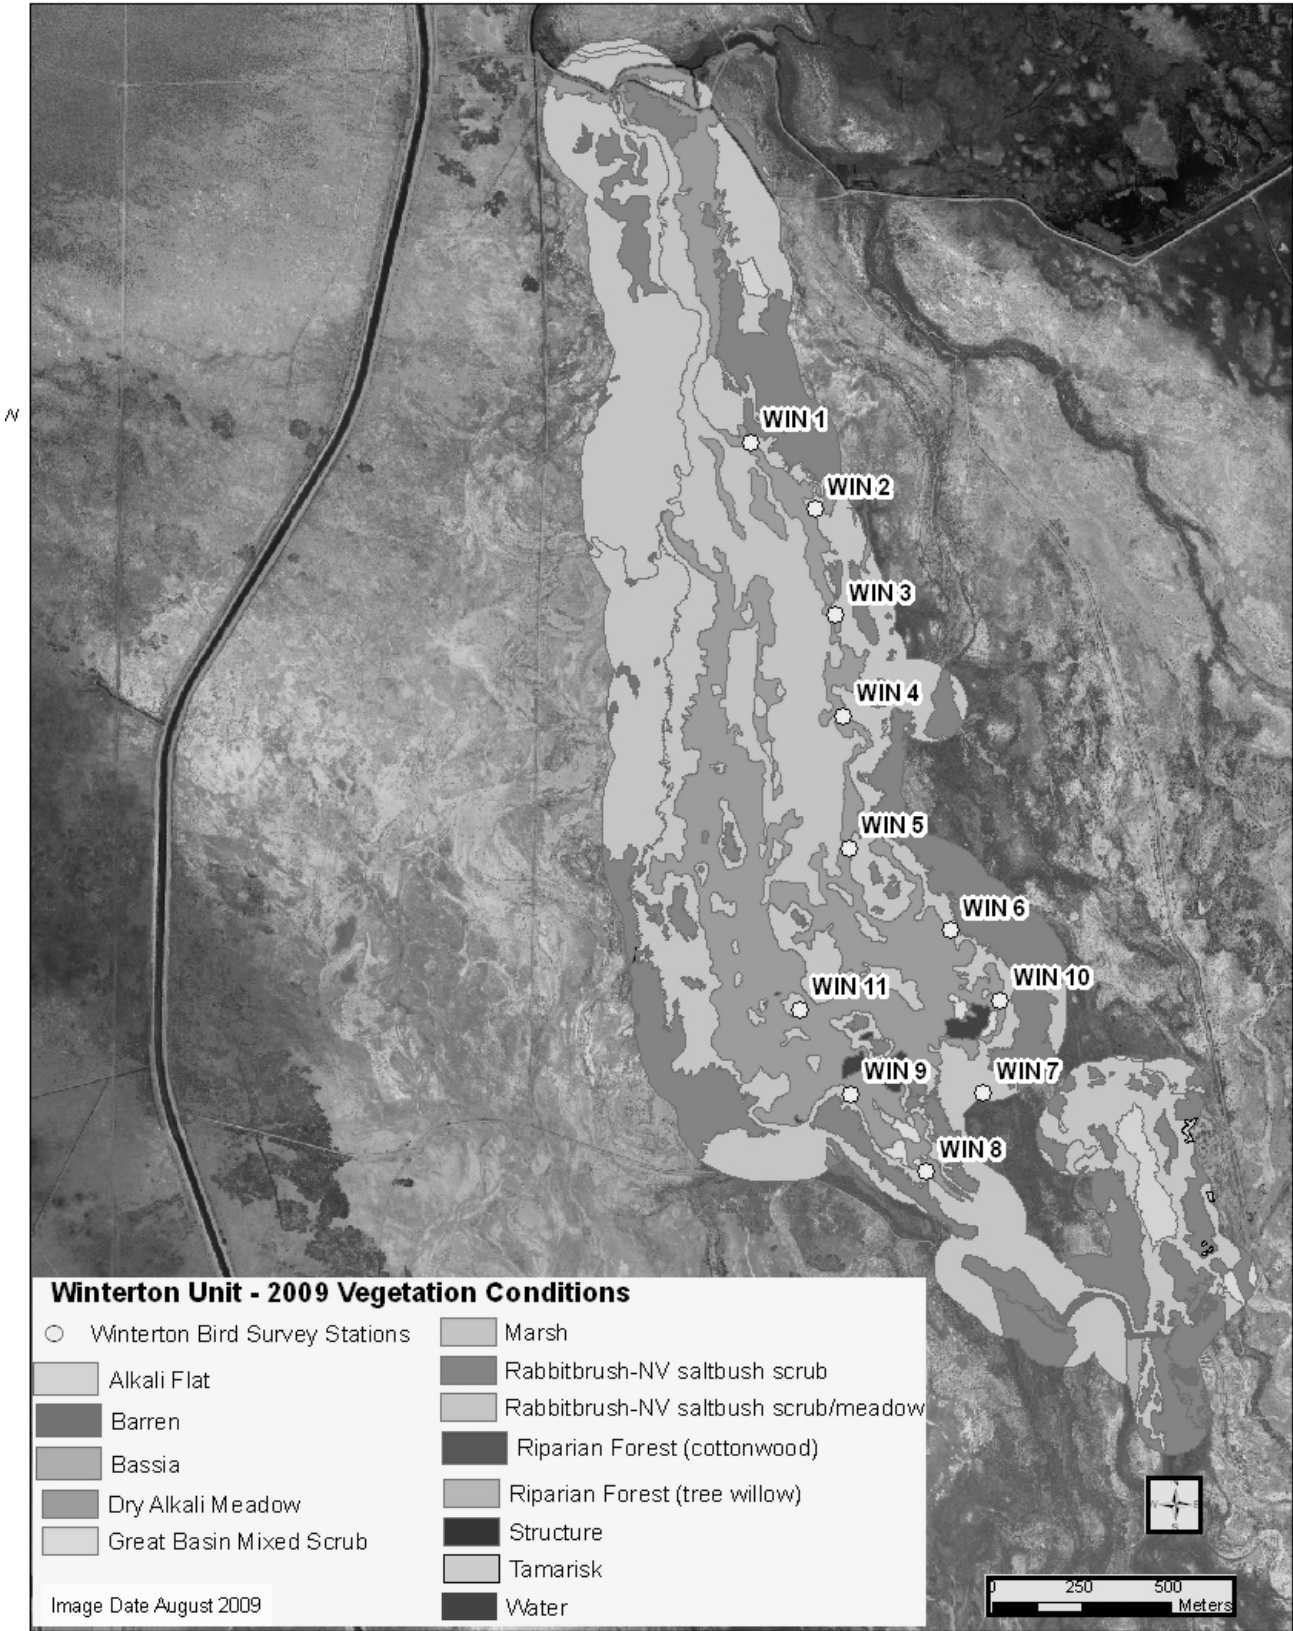 N
WIN 1
WIN 2
WIN 3
WIN 4
WIN 5
WIN 6
WIN 10
WIN 11
WIN 9
WIN 7
WIN 8
Winterton Unit - 2009 Vegetation Conditions
Winterton Bird Survey Stations
Alkali Flat
Barren
Bassia
Dry Alkali Meadow
Great Basin Mixed Scrub
Image Date August 2009
Marsh
Rabbitbrush-NV saltbush scrub
Rabbitbrush-NV saltbush scrub/meadow
Riparian Forest (cottonwood)
Riparian Forest (tree willow)
Structure
Tamarisk
Water
N
W E
S
0 250 500
Meters